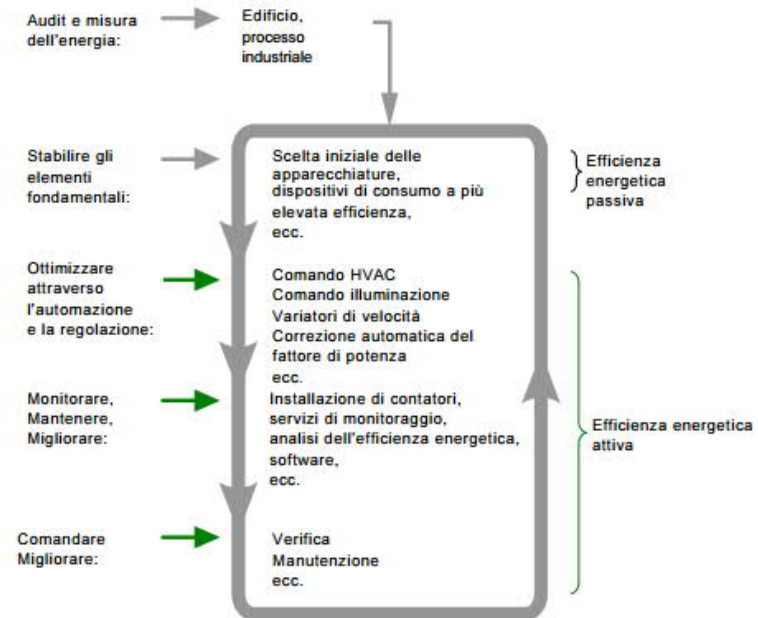 Audit e misura
dell'energia:
Edificio,
processo
industriale
Stabilire gli
elementi
fondamentali:
Scelta iniziale delle
apparecchiature,
dispositivi di consumo a più
elevata efficienza,
ecc.
Efficienza
energetica
passiva
Ottimizzare
attraverso
l'automazione
e la regolazione:
Comando HVAC
Comando illuminazione
Variatori di velocità
Correzione automatica del
fattore di potenza
ecc.
Monitorare,
Mantenere,
Migliorare:
Installazione di contatori,
servizi di monitoraggio,
analisi dell'efficienza energetica,
software,
ecc.
Efficienza energetica
attiva
Comandare
Migliorare:
Verifica
Manutenzione
ecc.